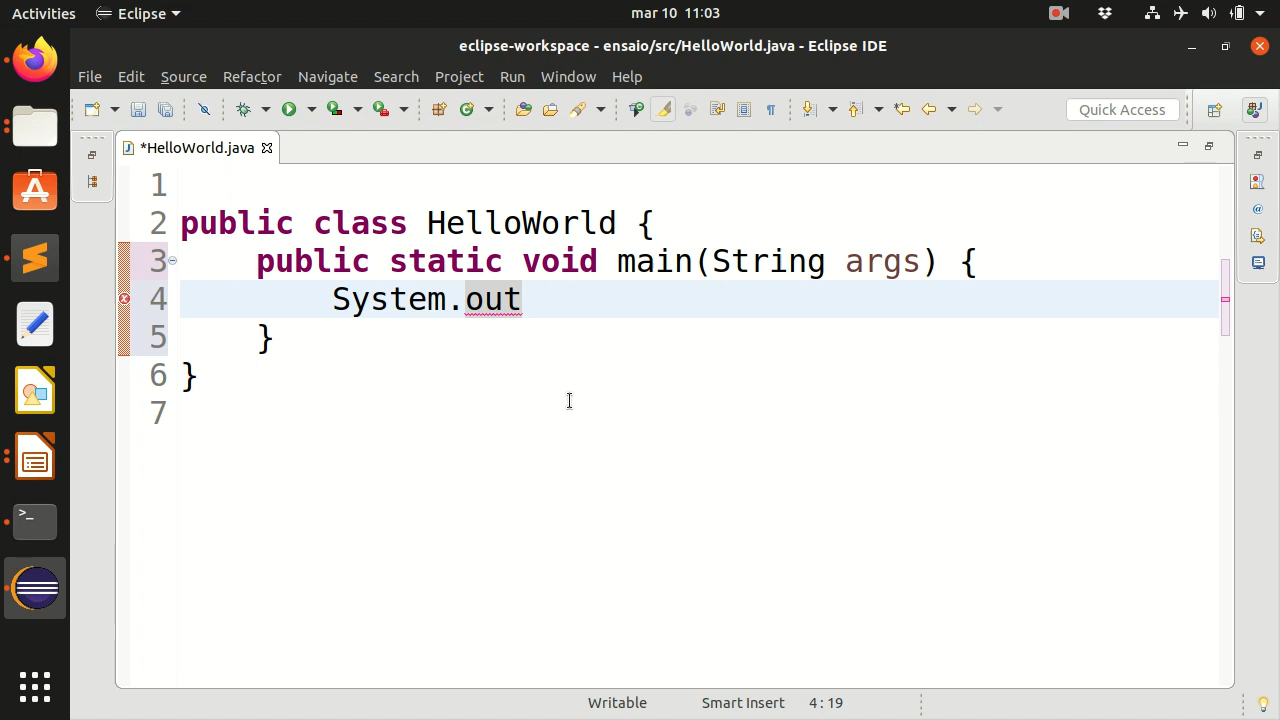 Activities Eclipse mar 10 11:03
eclipse-workspace - ensaio/src/HelloWorld.java - Eclipse IDE
File Edit Source Refactor Navigate Search Run Project Run Window Help
Quick Access
*HelloWorld.java
1
2 public class HelloWorld {
3 public static void main(String args) {
4 System.out
5 }
6 }
7
Writable Smart Insert 4:19